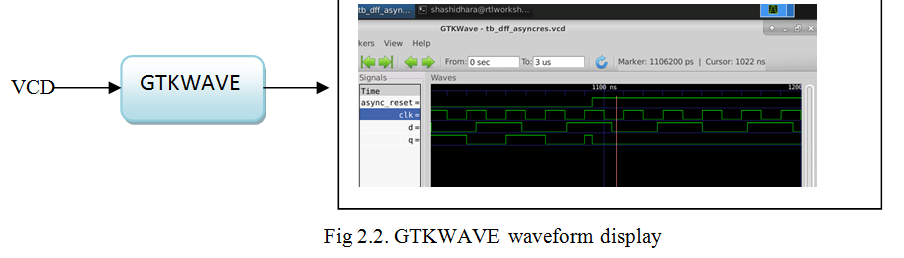 tb_dff_asyn... shashidhara@rtlworksh...
GTKWave - tb_dff_asyncres.vcd
kers View Help
From: 0 sec To: 3 us Marker: 1106200 ps | Cursor: 1022 ns
Signals Waves
Time 1100 ns 1200
async_reset =
clk =
d =
q =
VCD
GTKWAVE
Fig 2.2. GTKWAVE waveform display